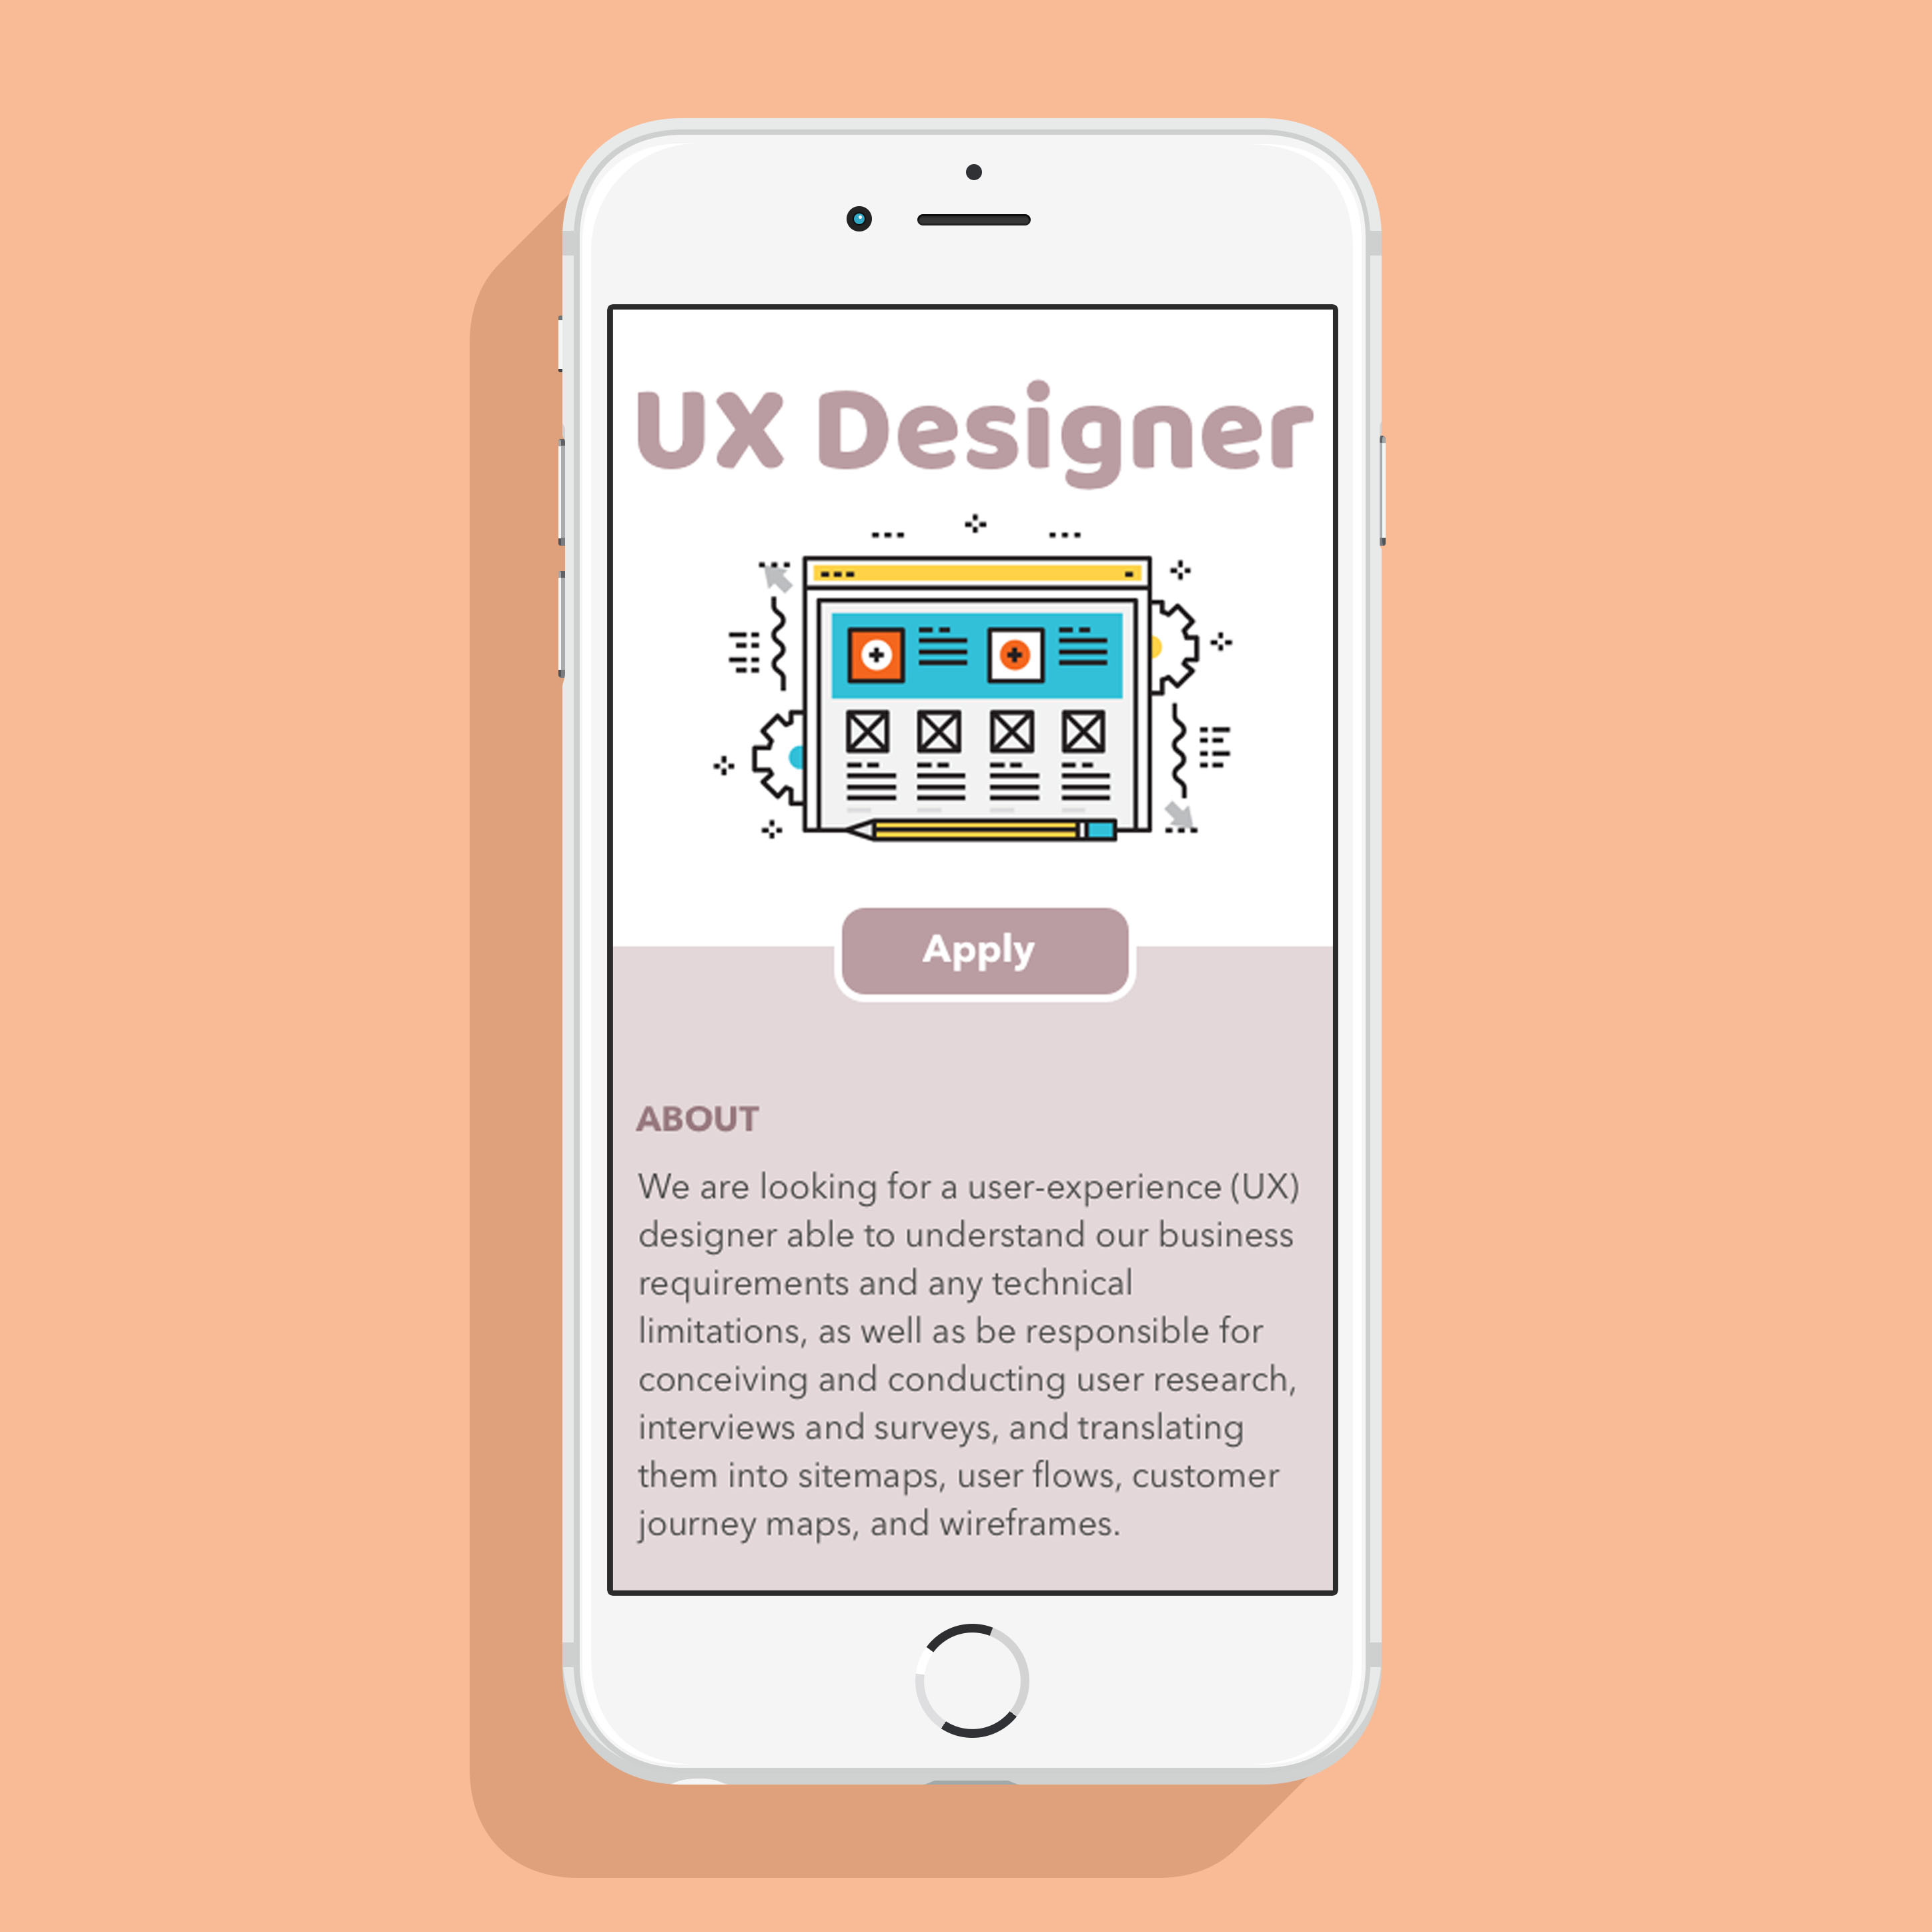 UX Designer
Apply
ABOUT
We are looking for a user-experience (UX)
designer able to understand our business
requirements and any technical
limitations, as well as be responsible for
conceiving and conducting user research,
interviews and surveys, and translating
them into sitemaps, user flows, customer
journey maps, and wireframes.